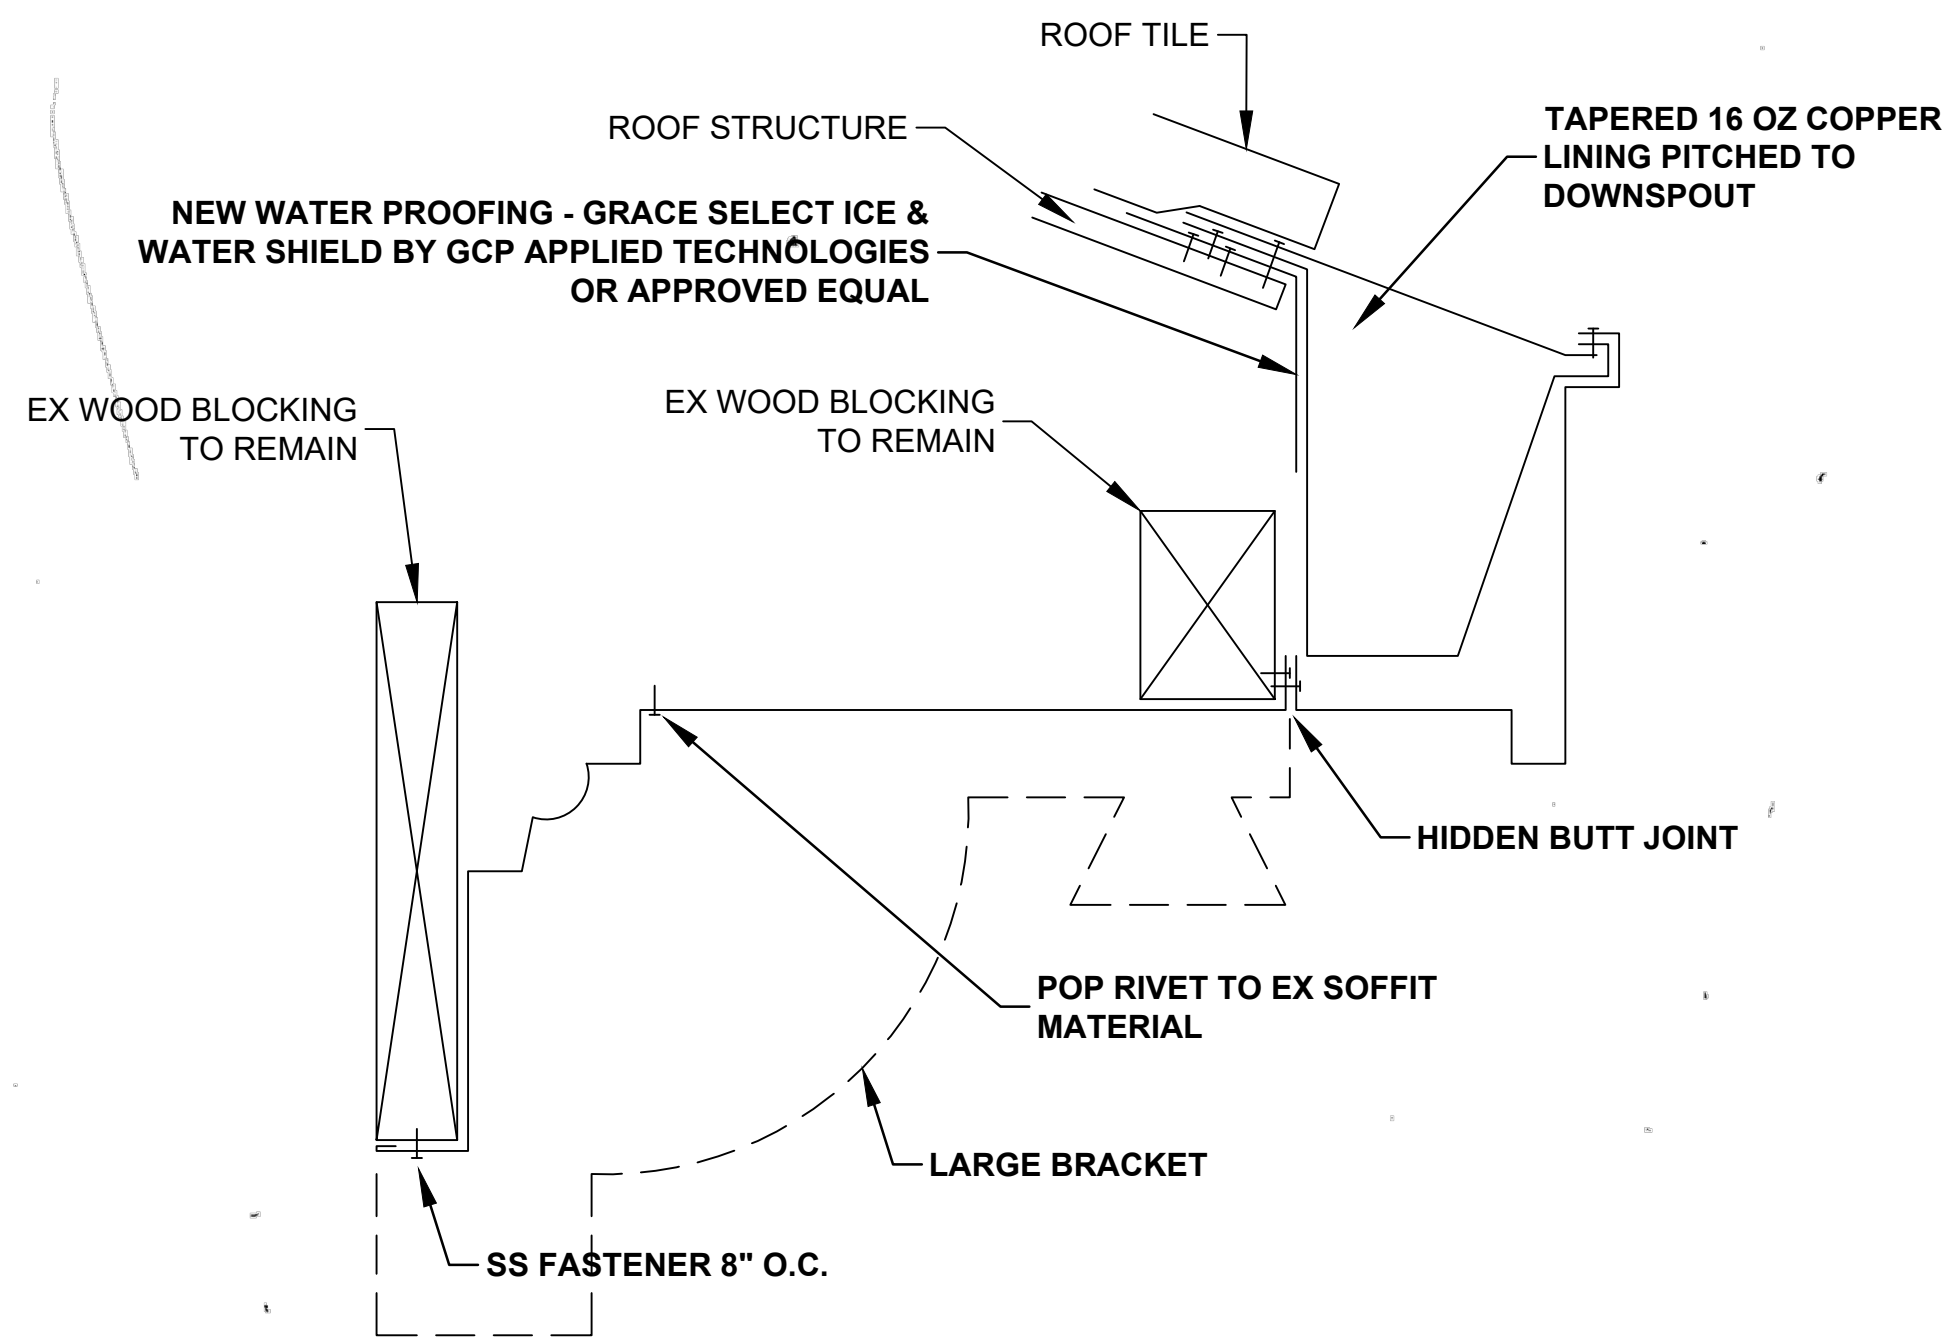 ROOF TILE
ROOF STRUCTURE
TAPERED 16 OZ COPPER
LINING PITCHED TO
DOWNSPOUT
NEW WATER PROOFING - GRACE SELECT ICE &
WATER SHIELD BY GCP APPLIED TECHNOLOGIES
OR APPROVED EQUAL
EX WOOD BLOCKING
TO REMAIN
EX WOOD BLOCKING
TO REMAIN
HIDDEN BUTT JOINT
POP RIVET TO EX SOFFIT
MATERIAL
LARGE BRACKET
SS FASTENER 8" O.C.